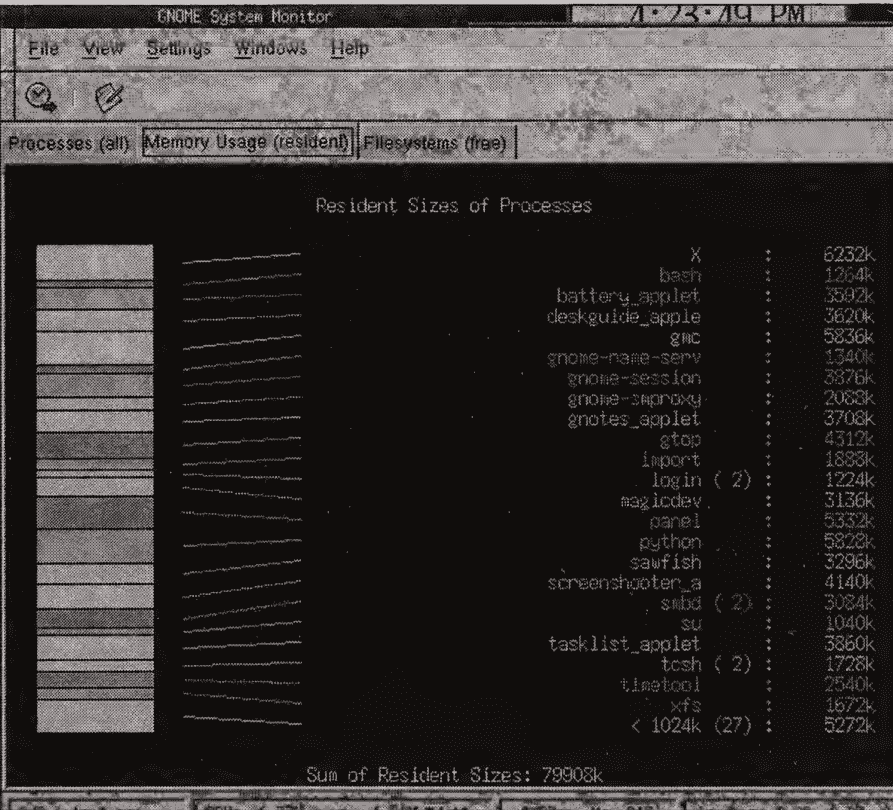 GNOME System Monitor
4:23:49 PM
File View Settings Windows Help
Processes (all) Memory Usage (resident) Filesystems (free)
Resident Sizes of Processes
X : 6232k
bash : 1264k
battery_applet : 3592k
deskguide_apple : 3620k
gmc : 5836k
gnome-name-serv : 1340k
gnome-session : 3876k
gnome-smproxy : 2088k
gnotes_applet : 3708k
gtop : 4312k
import : 1888k
login ( 2) : 1224k
magicdev : 3136k
panel : 5332k
python : 5828k
sawfish : 3296k
screenshooter_a : 4140k
smbd ( 2) : 3084k
su : 1040k
tasklist_applet : 3860k
tcsh ( 2) : 1728k
timetool : 2540k
xfs : 1672k
< 1024k (27) : 5272k
Sum of Resident Sizes: 79908k